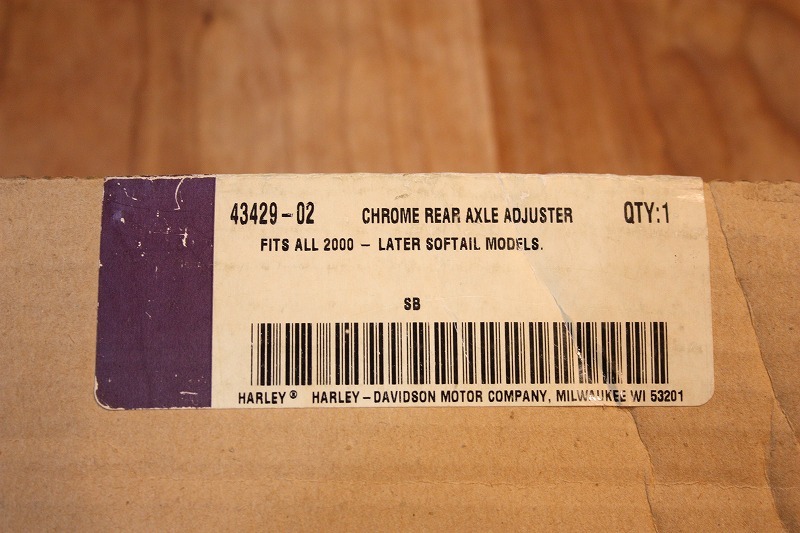 43429-02 CHROME REAR AXLE ADJUSTER QTY:1
FITS ALL 2000 - LATER SOFTAIL MODELS.
SB
HARLEY® HARLEY-DAVIDSON MOTOR COMPANY, MILWAUKEE WI 53201